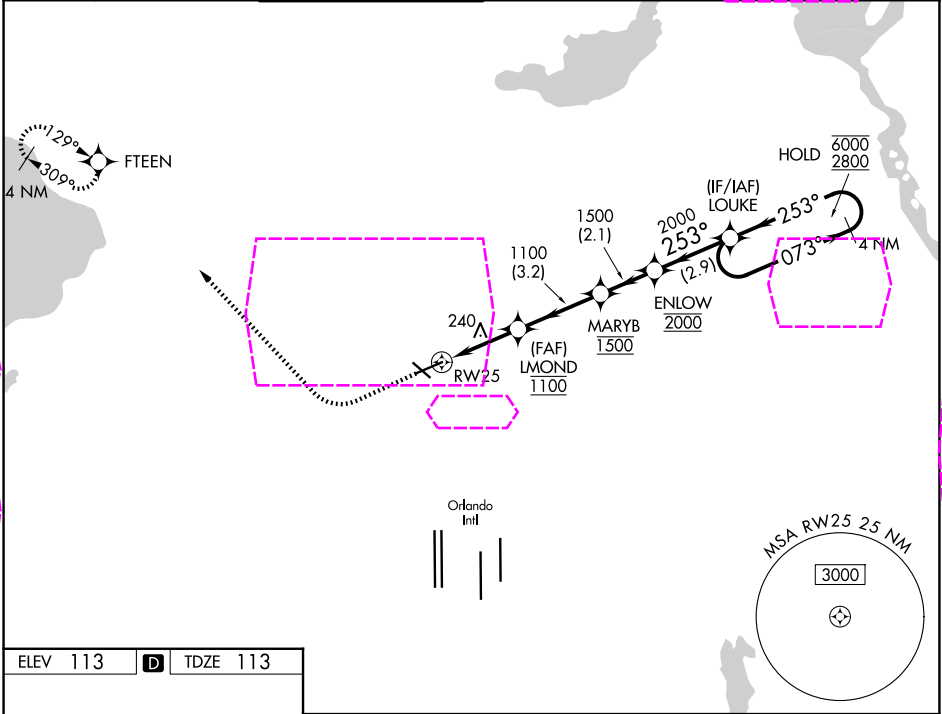 129°
309°
4 NM
FTEEN
HOLD
6000
2800
(IF/IAF)
LOUKE
253°
073°
4 NM
2000
253°
(2.9)
1500
(2.1)
1100
(3.2)
ENLOW
2000
MARYB
1500
(FAF)
LMOND
1100
240
RW25
Orlando
Intl
MSA RW25 25 NM
3000
ELEV 113 D TDZE 113